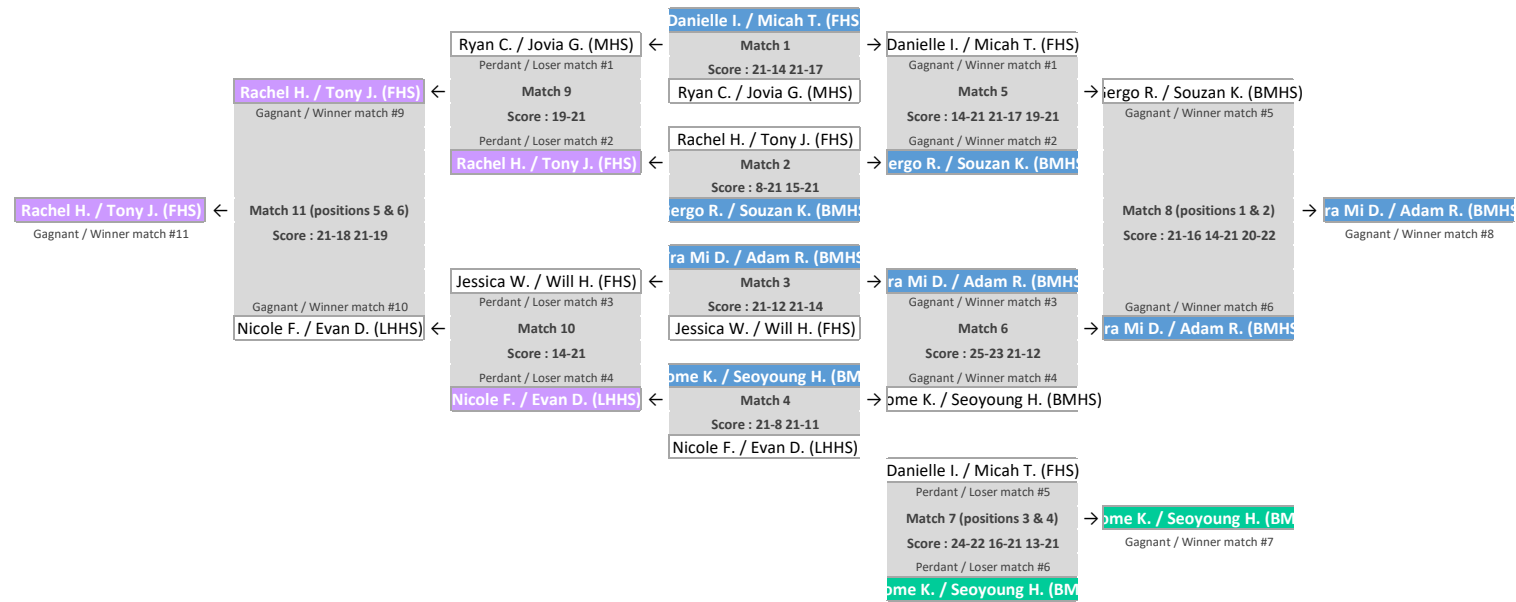 Rachel H. / Tony J. (FHS)
Gagnant / Winner match #11
Rachel H. / Tony J. (FHS)
Gagnant / Winner match #9
Match 11 (positions 5 & 6)
Score : 21-18 21-19
Gagnant / Winner match #10
Nicole F. / Evan D. (LHHS)
Ryan C. / Jovia G. (MHS)
Perdant / Loser match #1
Match 9
Score : 19-21
Perdant / Loser match #2
Rachel H. / Tony J. (FHS)
Jessica W. / Will H. (FHS)
Perdant / Loser match #3
Match 10
Score : 14-21
Perdant / Loser match #4
Nicole F. / Evan D. (LHHS)
Danielle I. / Micah T. (FHS
Match 1
Score : 21-14 21-17
Ryan C. / Jovia G. (MHS)
Rachel H. / Tony J. (FHS)
Match 2
Score : 8-21 15-21
ergo R. / Souzan K. (BMHS
ra Mi D. / Adam R. (BMHS
Match 3
Score : 21-12 21-14
Jessica W. / Will H. (FHS)
ome K. / Seoyoung H. (BM
Match 4
Score : 21-8 21-11
Nicole F. / Evan D. (LHHS)
Danielle I. / Micah T. (FHS)
Gagnant / Winner match #1
Match 5
Score : 14-21 21-17 19-21
Gagnant / Winner match #2
ergo R. / Souzan K. (BMHS
ra Mi D. / Adam R. (BMHS
Gagnant / Winner match #3
Match 6
Score : 25-23 21-12
Gagnant / Winner match #4
ome K. / Seoyoung H. (BMHS)
Danielle I. / Micah T. (FHS)
Perdant / Loser match #5
Match 7 (positions 3 & 4)
Score : 24-22 16-21 13-21
Perdant / Loser match #6
ome K. / Seoyoung H. (BM
ergo R. / Souzan K. (BMHS)
Gagnant / Winner match #5
Match 8 (positions 1 & 2)
Score : 21-16 14-21 20-22
Gagnant / Winner match #6
ra Mi D. / Adam R. (BMHS
ome K. / Seoyoung H. (BM
Gagnant / Winner match #7
ra Mi D. / Adam R. (BMHS
Gagnant / Winner match #8